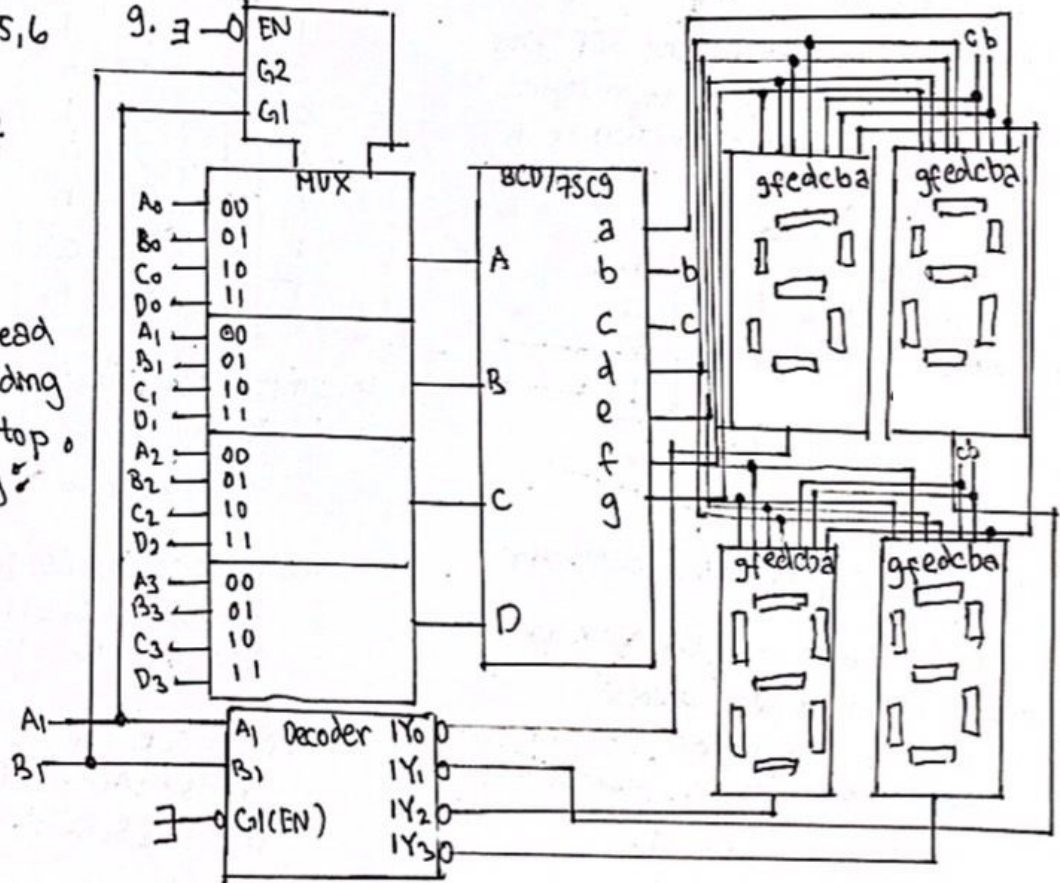 5,6
9.
EN
G2
G1
MUX
A0 00
B0 01
C0 10
D0 11
A1 00
B1 01
C1 10
D1 11
A2 00
B2 01
C2 10
D2 11
A3 00
B3 01
C3 10
D3 11
BCD/7SCG
A
B
C
D
a
b b
c c
d
e
f
g
c b
gfedcba
gfedcba
cb
gfedcba
gfedcba
ead
ding
top.
A1
B1
A1 Decoder 1Y0
B1 1Y1
G1(EN) 1Y2
1Y3